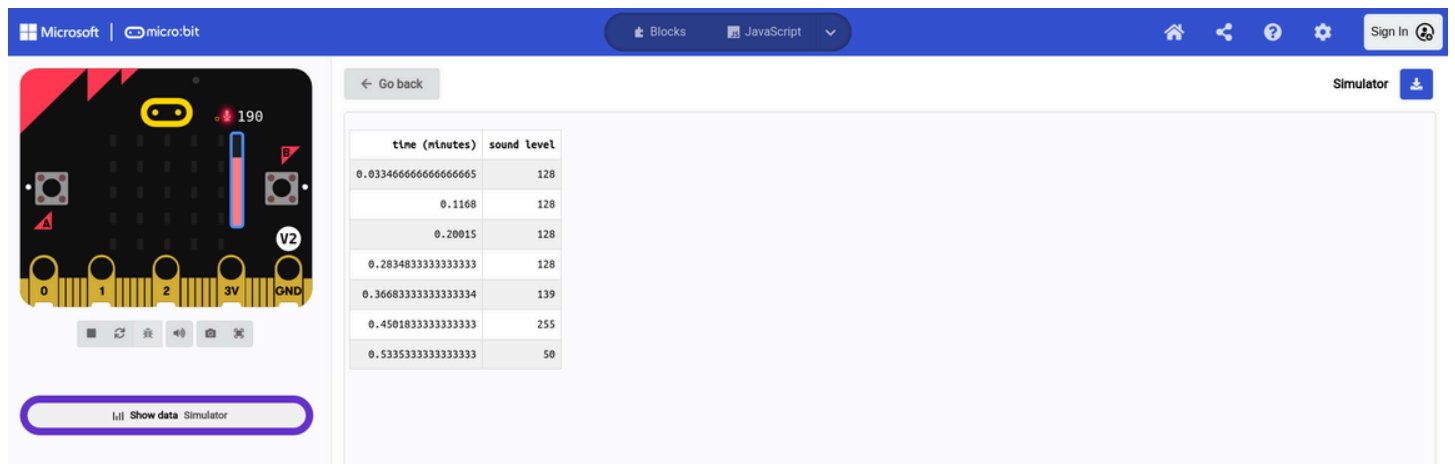 Microsoft micro:bit Blocks JavaScript Sign In
Go back Simulator
190
B
A
V2
0 1 2 3V GND
Show data Simulator
time (minutes) sound level
0.033466666666666665 128
0.1168 128
0.20015 128
0.2834833333333333 128
0.36683333333333334 139
0.4501833333333333 255
0.5335333333333333 50